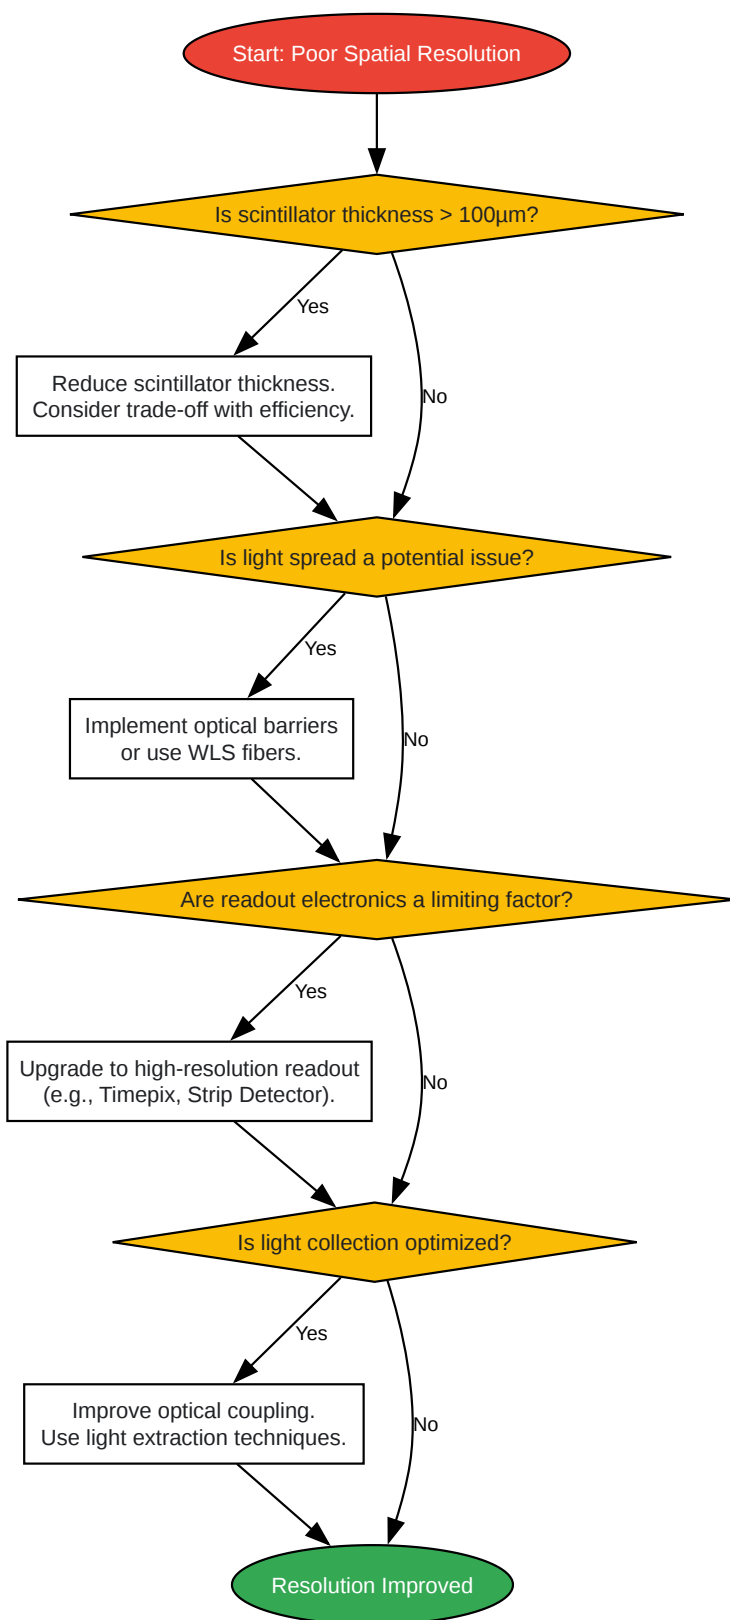 Start: Poor Spatial Resolution
Is scintillator thickness > 100µm?
Yes
No
Reduce scintillator thickness.
Consider trade-off with efficiency.
Is light spread a potential issue?
Yes
No
Implement optical barriers
or use WLS fibers.
Are readout electronics a limiting factor?
Yes
No
Upgrade to high-resolution readout
(e.g., Timepix, Strip Detector).
Is light collection optimized?
Yes
No
Improve optical coupling.
Use light extraction techniques.
Resolution Improved